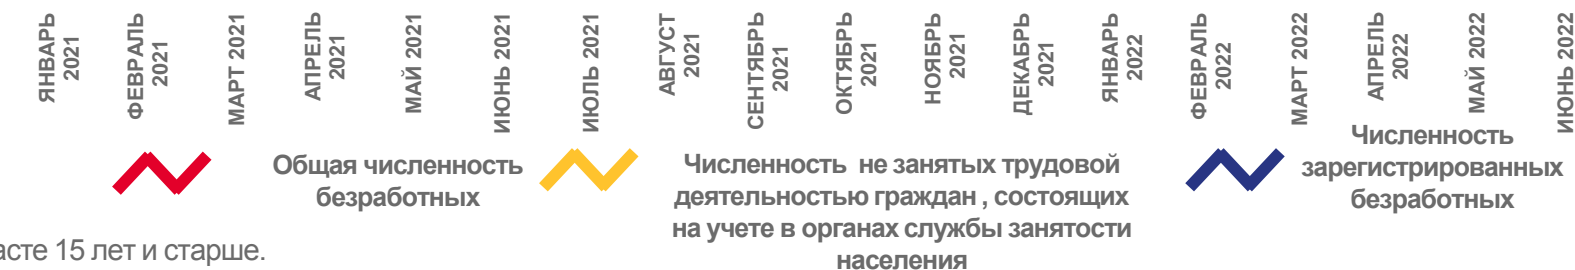 ЯНВАРЬ
2021
ФЕВРАЛЬ
2021
МАРТ 2021
АПРЕЛЬ
2021
МАЙ 2021
ИЮНЬ 2021
ИЮЛЬ 2021
АВГУСТ
2021
СЕНТЯБРЬ
2021
ОКТЯБРЬ
2021
НОЯБРЬ
2021
ДЕКАБРЬ
2021
ЯНВАРЬ
2022
ФЕВРАЛЬ
2022
МАРТ 2022
АПРЕЛЬ
2022
МАЙ 2022
ИЮНЬ 2022
Общая численность
безработных
Численность не занятых трудовой
деятельностью граждан , состоящих
на учете в органах службы занятости
населения
Численность
зарегистрированных
безработных
асте 15 лет и старше.